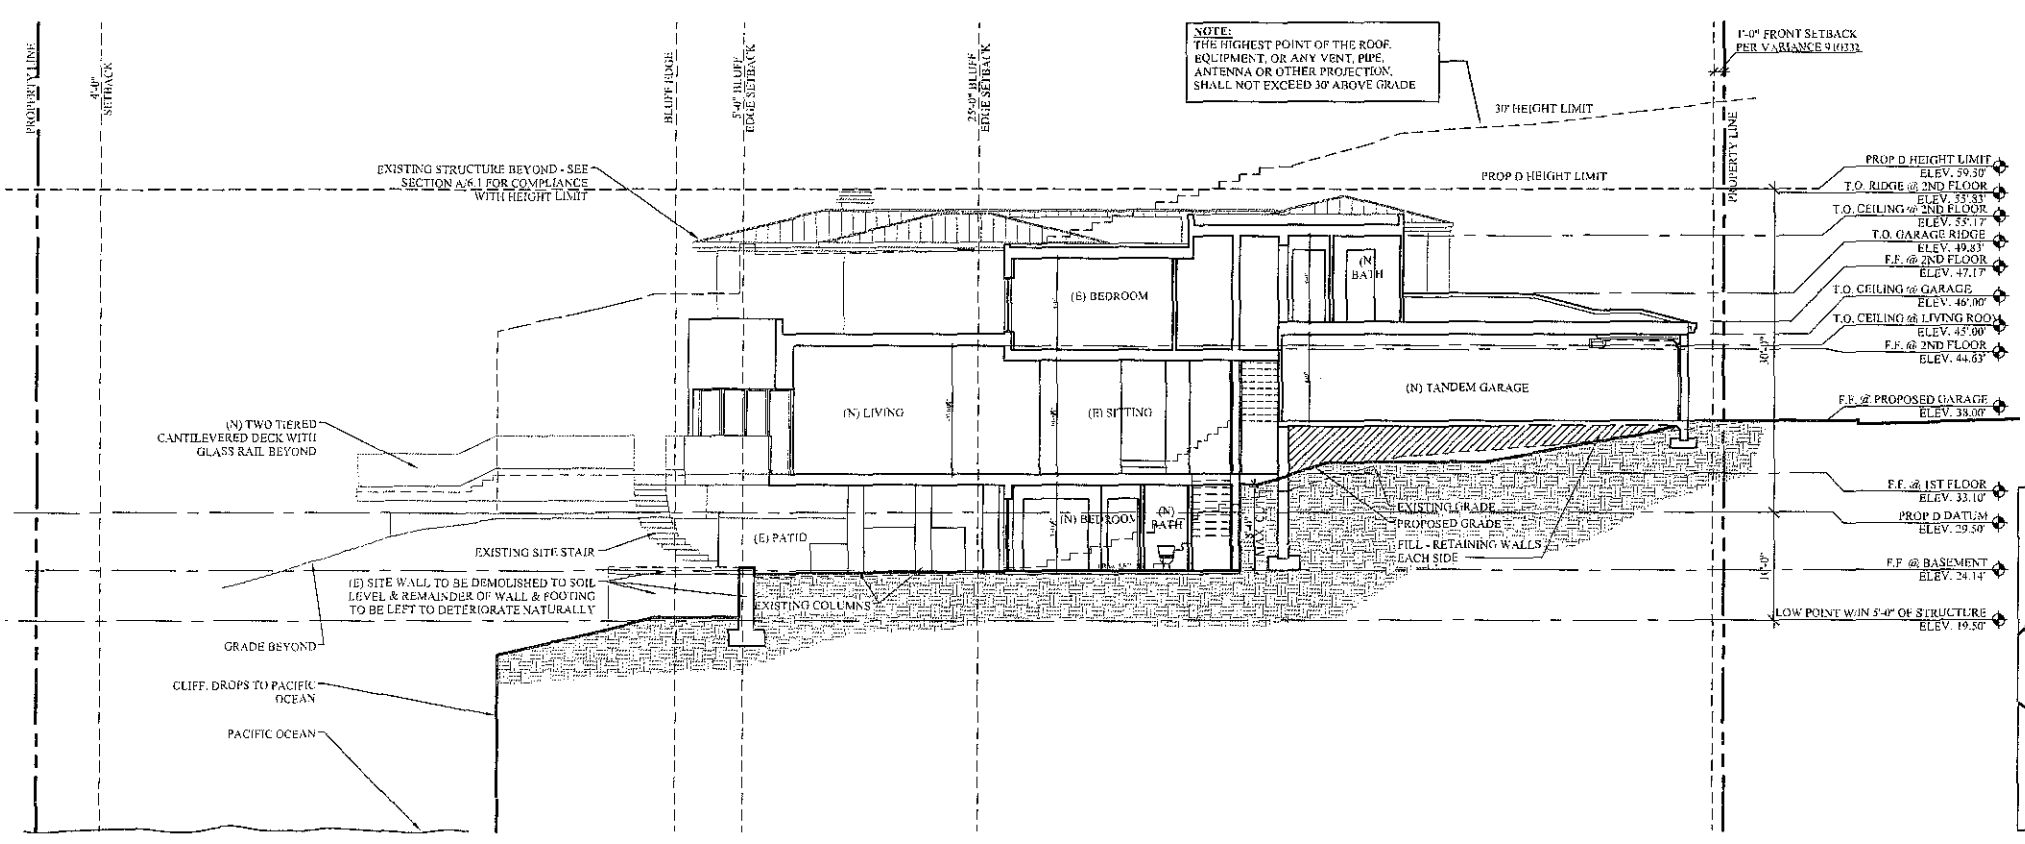 PROPERTY LINE
4'-0"
SETBACK
BLUFF EDGE
5'-0" BLUFF
EDGE SETBACK
25'-0" BLUFF
EDGE SETBACK
NOTE:
THE HIGHEST POINT OF THE ROOF,
EQUIPMENT, OR ANY VENT, PIPE,
ANTENNA OR OTHER PROJECTION,
SHALL NOT EXCEED 30' ABOVE GRADE
1'-0" FRONT SETBACK
PER VARIANCE 910332
30' HEIGHT LIMIT
PROPERTY LINE
EXISTING STRUCTURE BEYOND - SEE
SECTION A/6.1 FOR COMPLIANCE
WITH HEIGHT LIMIT
PROP D HEIGHT LIMIT
PROP D HEIGHT LIMIT
ELEV. 59.50'
T.O. RIDGE @ 2ND FLOOR
ELEV. 55.83'
T.O. CEILING @ 2ND FLOOR
ELEV. 55.17'
T.O. GARAGE RIDGE
ELEV. 49.83'
F.F. @ 2ND FLOOR
ELEV. 47.17'
T.O. CEILING @ GARAGE
ELEV. 46.00'
T.O. CEILING @ LIVING ROOM
ELEV. 45.00'
F.F. @ 2ND FLOOR
ELEV. 44.63'
F.F. @ PROPOSED GARAGE
ELEV. 38.00'
F.F. @ 1ST FLOOR
ELEV. 33.10'
PROP D DATUM
ELEV. 29.50'
F.F @ BASEMENT
ELEV. 24.14'
LOW POINT W/IN 5'-0" OF STRUCTURE
ELEV. 19.50'
30'-0"
10'-0"
(N)
BATH
(E) BEDROOM
(N) LIVING
(E) SITTING
(N) TANDEM GARAGE
(N) TWO TIERED
CANTILEVERED DECK WITH
GLASS RAIL BEYOND
(N) BEDROOM
(N)
BATH
8'-0"
MAX. CUT
(E) PATIO
EXISTING GRADE
PROPOSED GRADE
FILL - RETAINING WALLS
EACH SIDE
EXISTING SITE STAIR
(E) SITE WALL TO BE DEMOLISHED TO SOIL
LEVEL & REMAINDER OF WALL & FOOTING
TO BE LEFT TO DETERIORATE NATURALLY
EXISTING COLUMNS
GRADE BEYOND
CLIFF, DROPS TO PACIFIC
OCEAN
PACIFIC OCEAN